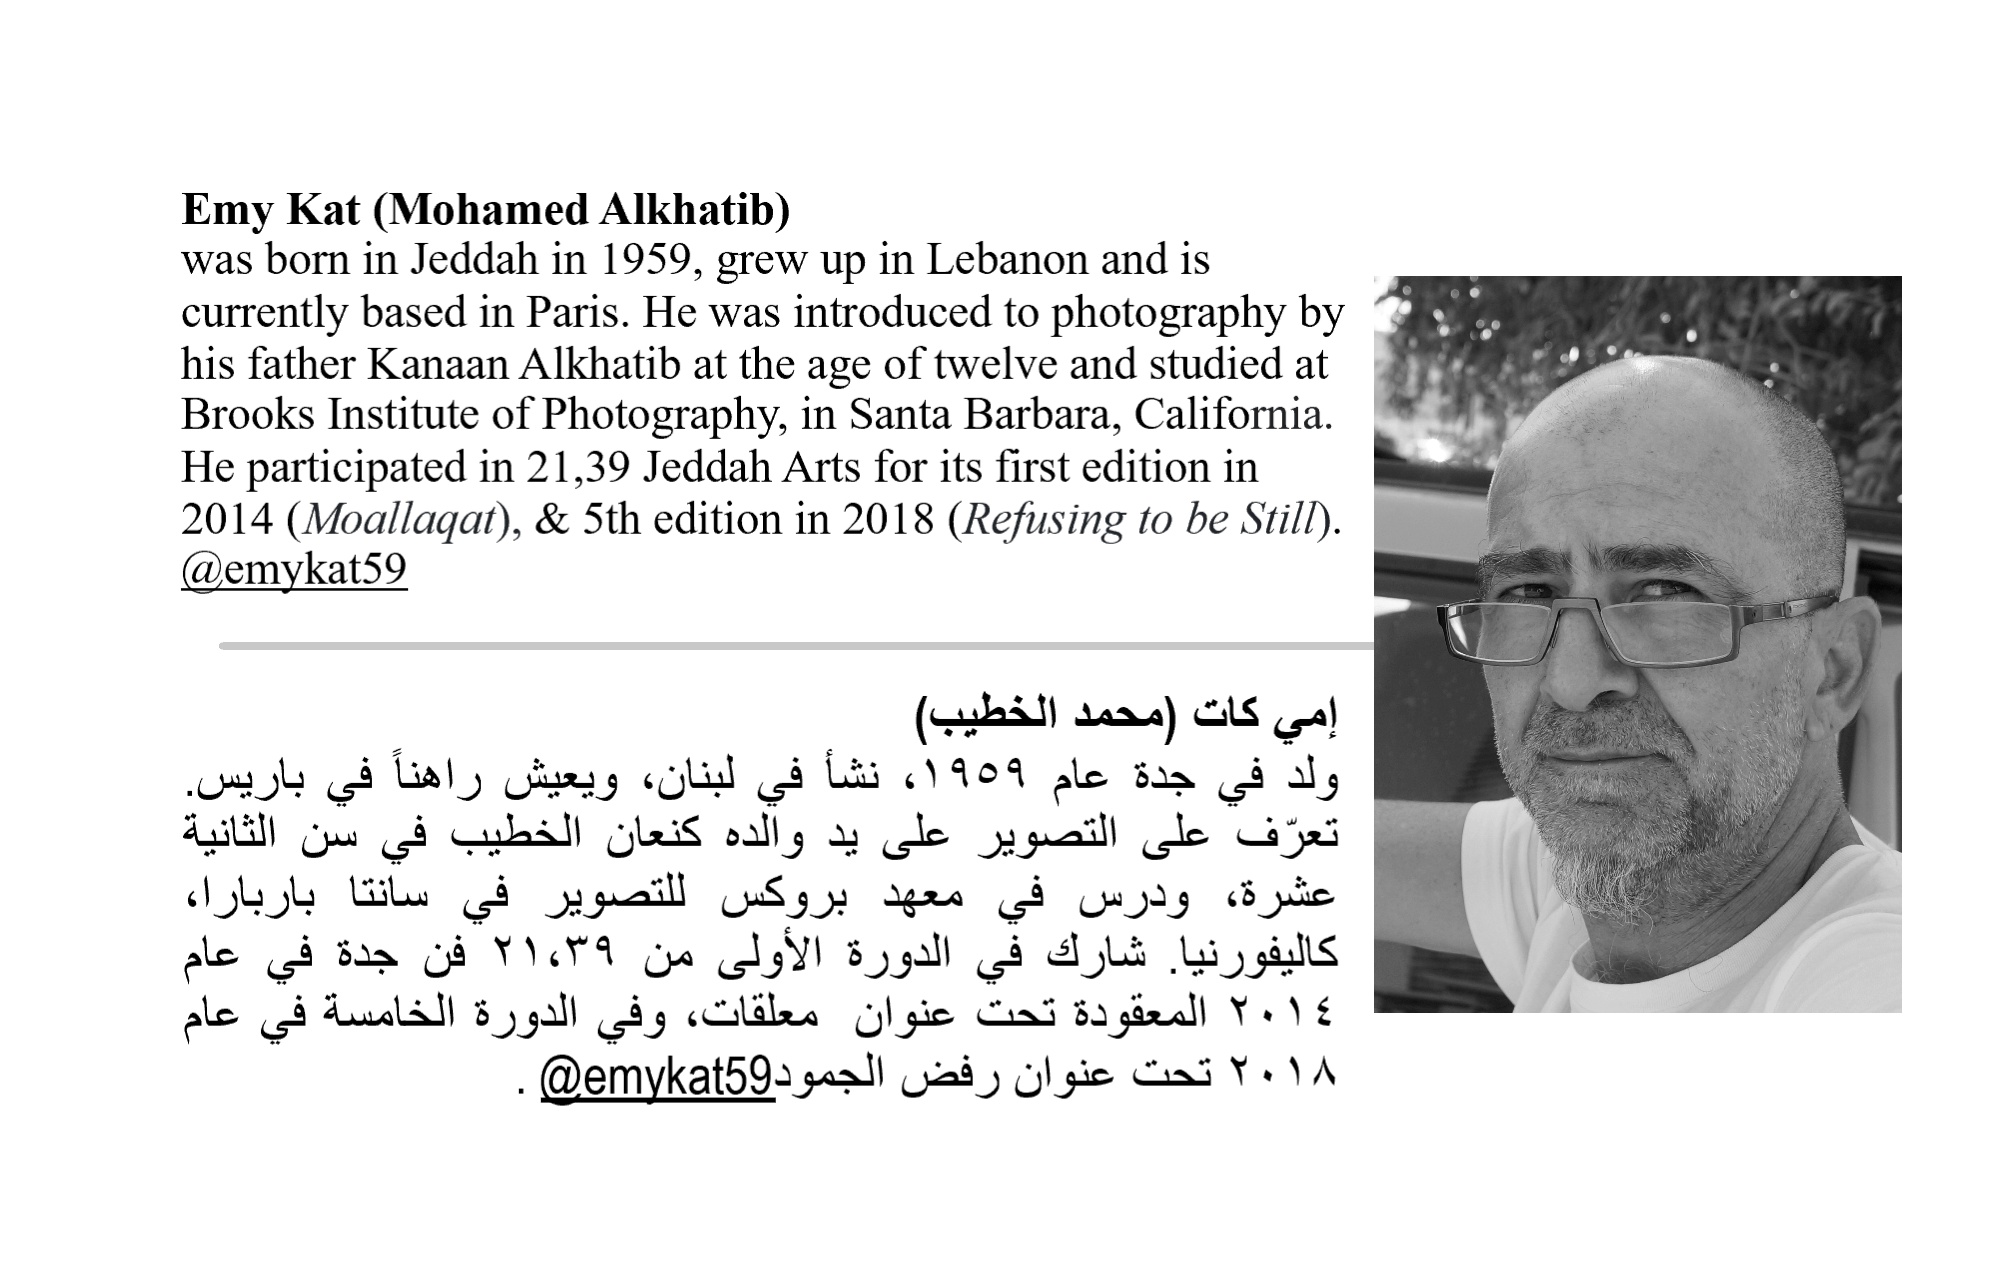 Emy Kat (Mohamed Alkhatib)
was born in Jeddah in 1959, grew up in Lebanon and is
currently based in Paris. He was introduced to photography by
his father Kanaan Alkhatib at the age of twelve and studied at
Brooks Institute of Photography, in Santa Barbara, California.
He participated in 21,39 Jeddah Arts for its first edition in
2014 (Moallaqat), & 5th edition in 2018 (Refusing to be Still).
@emykat59
إمي كات (محمد الخطيب)
ولد في جدة عام ١٩٥٩، نشأ في لبنان، ويعيش راهناً في باريس.
تعرّف على التصوير على يد والده كنعان الخطيب في سن الثانية
عشرة، ودرس في معهد بروكس للتصوير في سانتا باربارا،
كاليفورنيا. شارك في الدورة الأولى من ٢١،٣٩ فن جدة في عام
٢٠١٤ المعقودة تحت عنوان معلقات، وفي الدورة الخامسة في عام
٢٠١٨ تحت عنوان رفض الجمود@emykat59 .